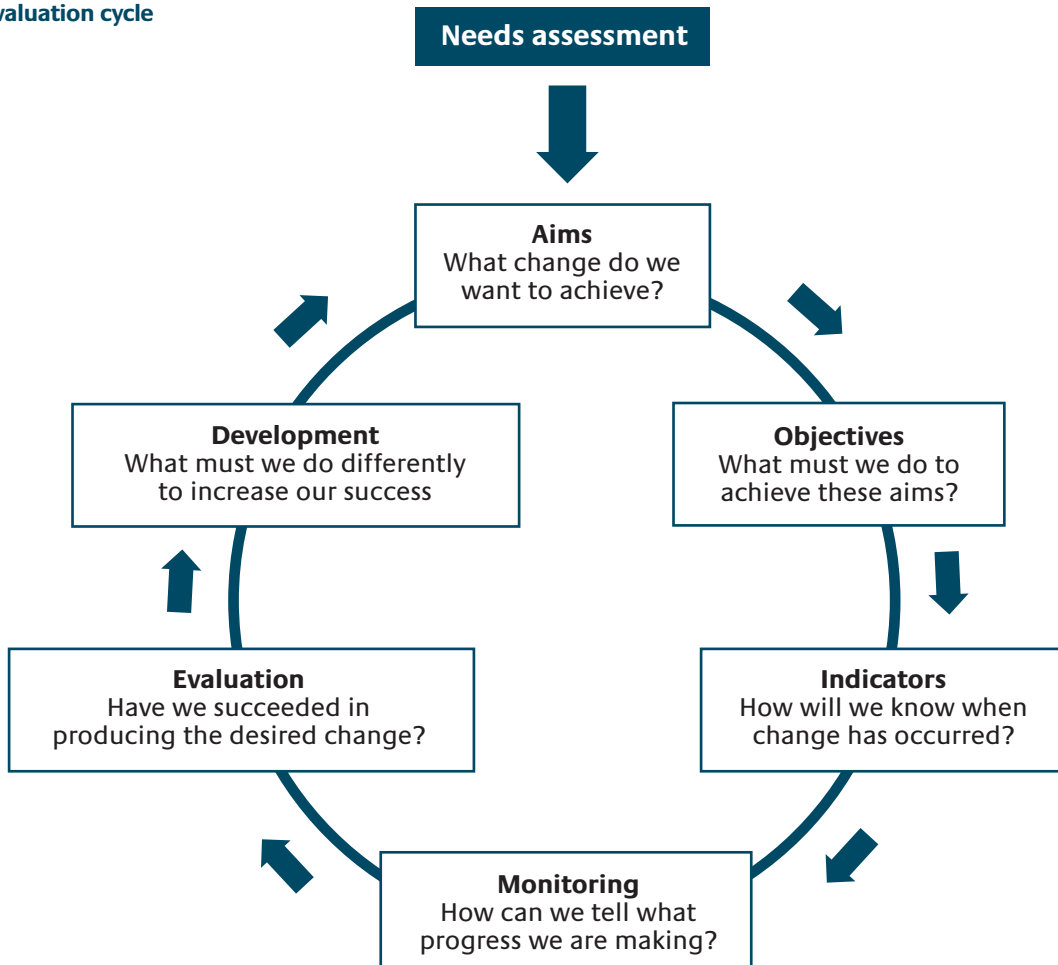 valuation cycle
Needs assessment
Aims
What change do we
want to achieve?
Development
What must we do differently
to increase our success
Objectives
What must we do to
achieve these aims?
Evaluation
Have we succeeded in
producing the desired change?
Indicators
How will we know when
change has occurred?
Monitoring
How can we tell what
progress we are making?